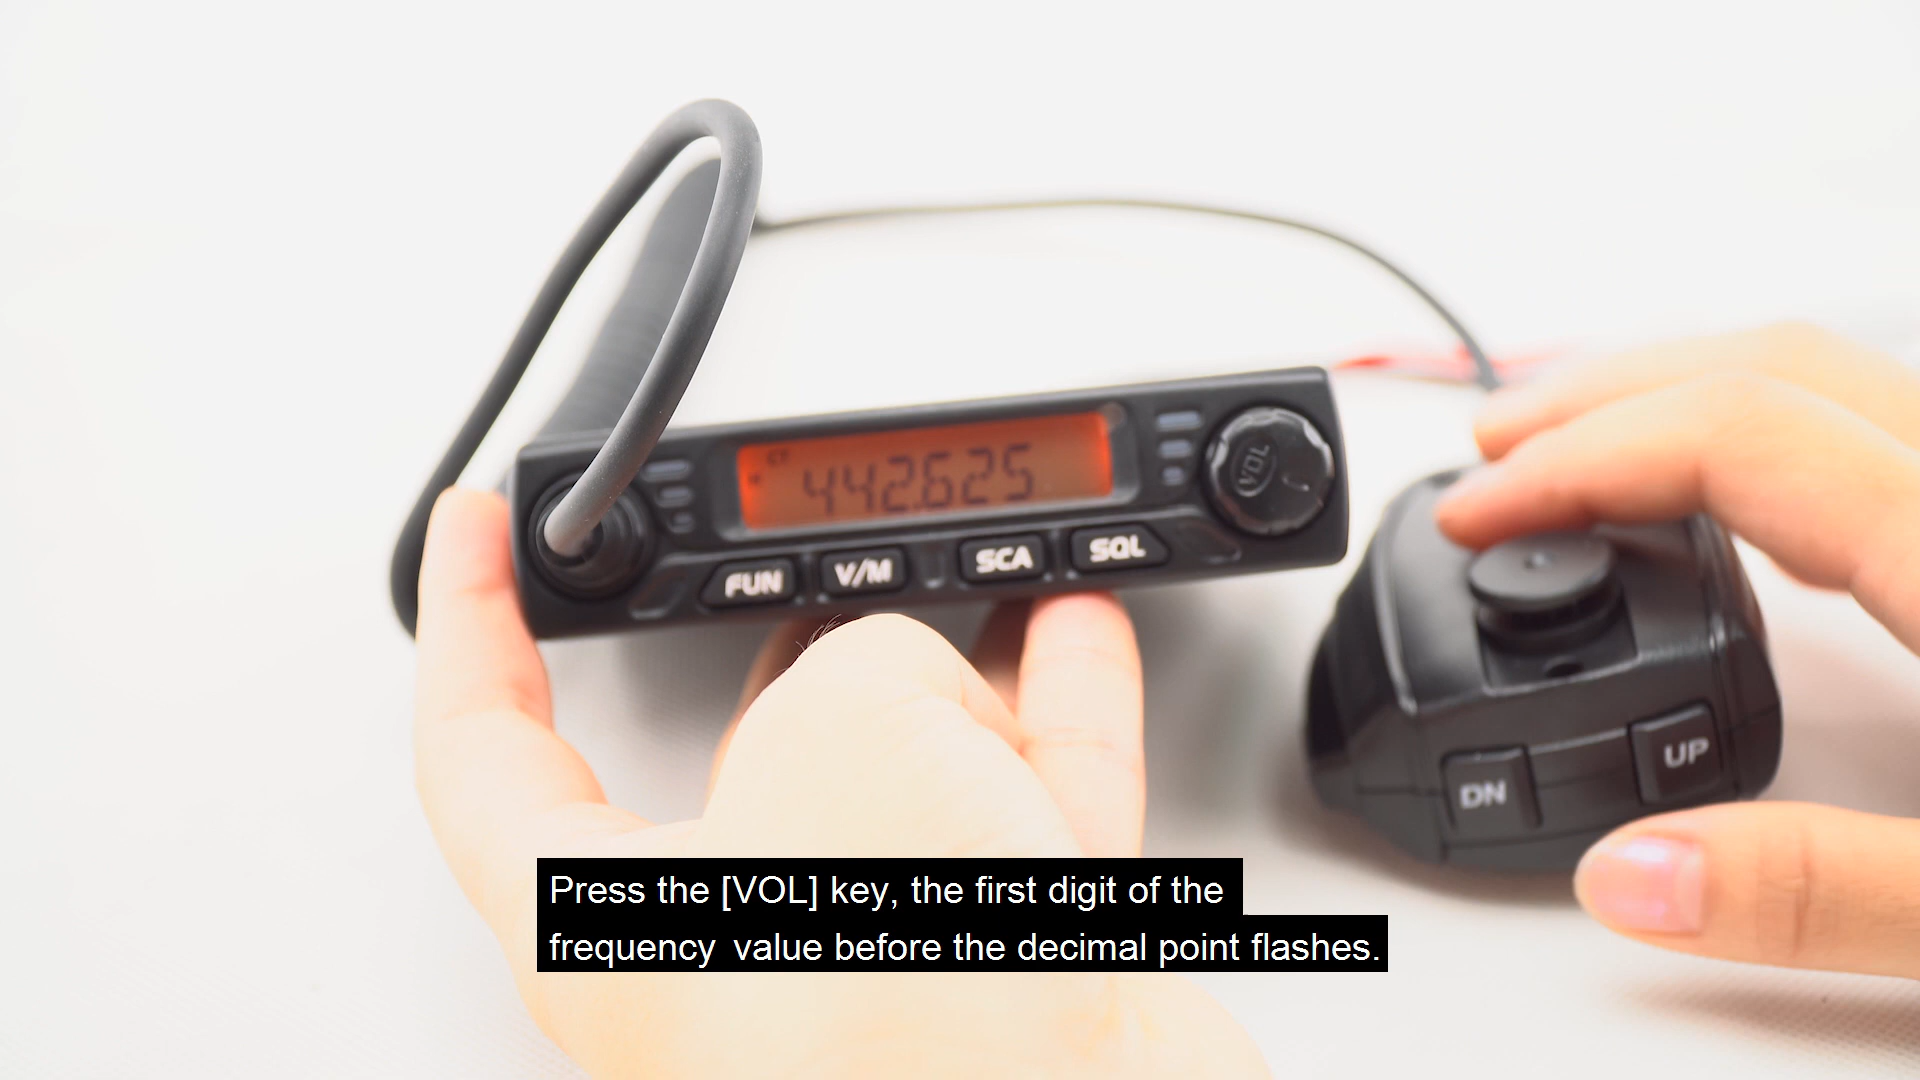 CT
442.625
VOL
FUN
V/M
SCA
SQL
UP
DN
Press the [VOL] key, the first digit of the
frequency value before the decimal point flashes.